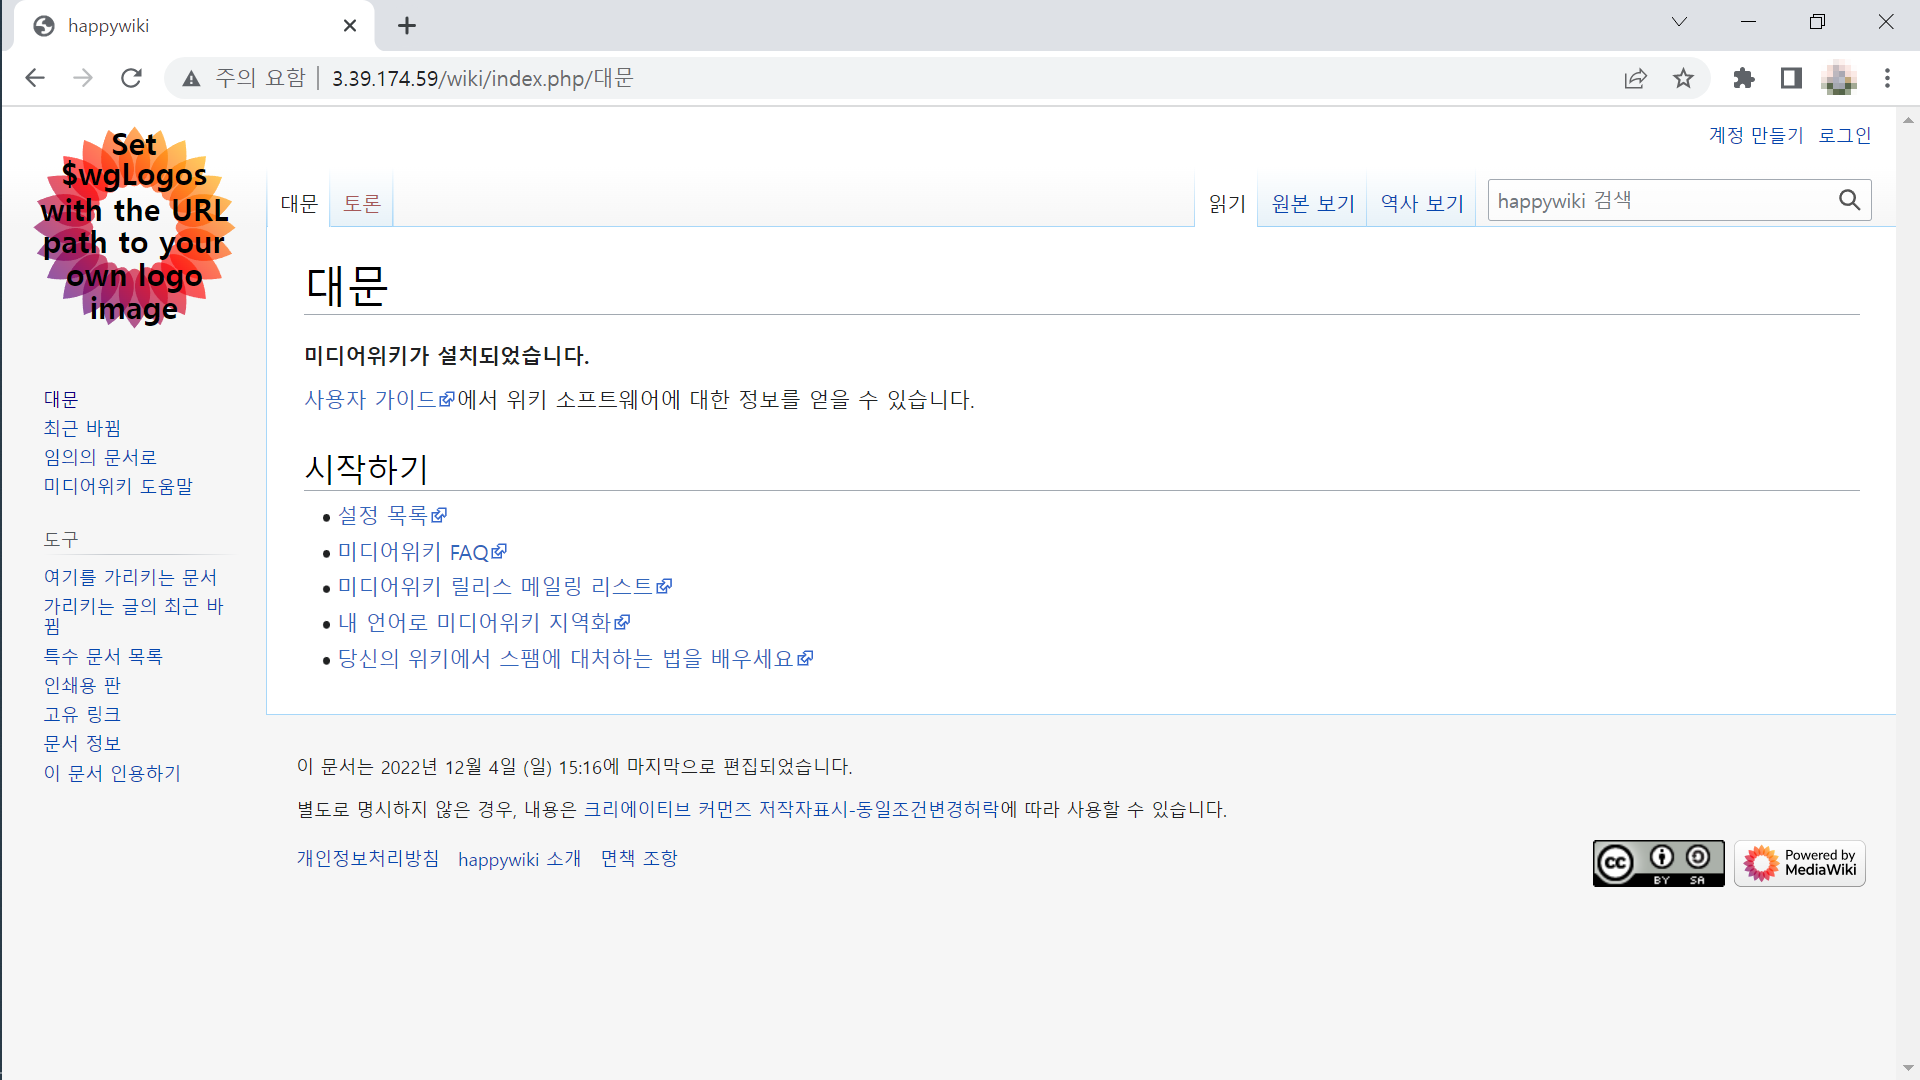 happywiki
주의 요함 | 3.39.174.59/wiki/index.php/대문
Set
$wgLogos
with the URL
path to your
own logo
image
계정 만들기 로그인
대문 토론 읽기 원본 보기 역사 보기 happywiki 검색
대문
미디어위키가 설치되었습니다.
사용자 가이드에서 위키 소프트웨어에 대한 정보를 얻을 수 있습니다.
시작하기
설정 목록
미디어위키 FAQ
미디어위키 릴리스 메일링 리스트
내 언어로 미디어위키 지역화
당신의 위키에서 스팸에 대처하는 법을 배우세요
대문
최근 바뀜
임의의 문서로
미디어위키 도움말
도구
여기를 가리키는 문서
가리키는 글의 최근 바
뀜
특수 문서 목록
인쇄용 판
고유 링크
문서 정보
이 문서 인용하기
이 문서는 2022년 12월 4일 (일) 15:16에 마지막으로 편집되었습니다.
별도로 명시하지 않은 경우, 내용은 크리에이티브 커먼즈 저작자표시-동일조건변경허락에 따라 사용할 수 있습니다.
개인정보처리방침 happywiki 소개 면책 조항
cc BY SA
Powered by
MediaWiki